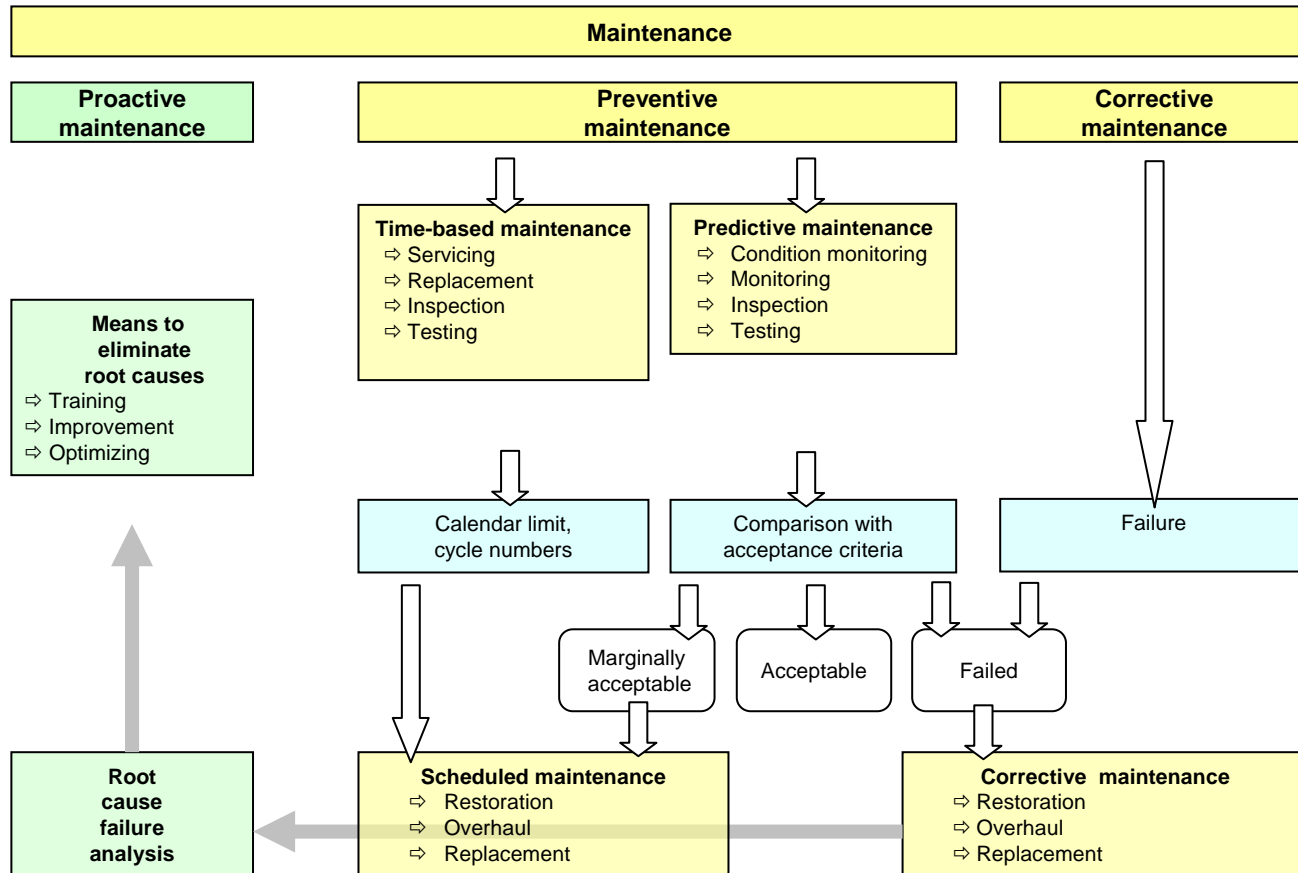 Maintenance
Proactive
maintenance
Preventive
maintenance
Corrective
maintenance
Time-based maintenance
⇨ Servicing
⇨ Replacement
⇨ Inspection
⇨ Testing
Predictive maintenance
⇨ Condition monitoring
⇨ Monitoring
⇨ Inspection
⇨ Testing
Means to
eliminate
root causes
⇨ Training
⇨ Improvement
⇨ Optimizing
Calendar limit,
cycle numbers
Comparison with
acceptance criteria
Failure
Marginally
acceptable
Acceptable
Failed
Root
cause
failure
analysis
Scheduled maintenance
⇨ Restoration
⇨ Overhaul
⇨ Replacement
Corrective maintenance
⇨ Restoration
⇨ Overhaul
⇨ Replacement